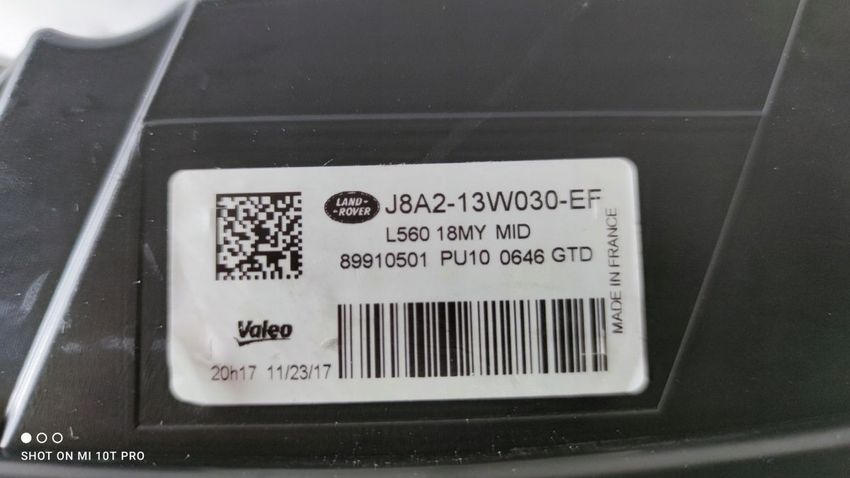 LAND-
-ROVER
J8A2-13W030-EF
L560 18MY MID
89910501 PU10 0646 GTD
MADE IN FRANCE
Valeo
20h17 11/23/17
SHOT ON MI 10T PRO